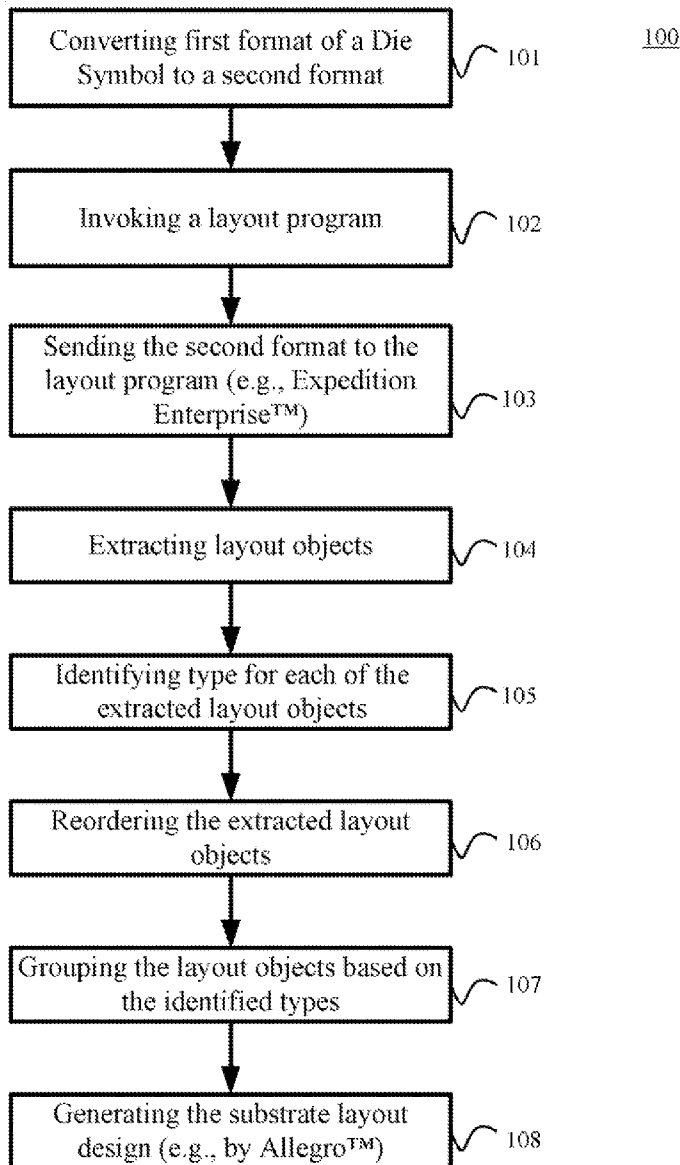 Converting first format of a Die
Symbol to a second format
101
100
Invoking a layout program
102
Sending the second format to the
layout program (e.g., Expedition
Enterprise™)
103
Extracting layout objects
104
Identifying type for each of the
extracted layout objects
105
Reordering the extracted layout
objects
106
Grouping the layout objects based on
the identified types
107
Generating the substrate layout
design (e.g., by Allegro™)
108